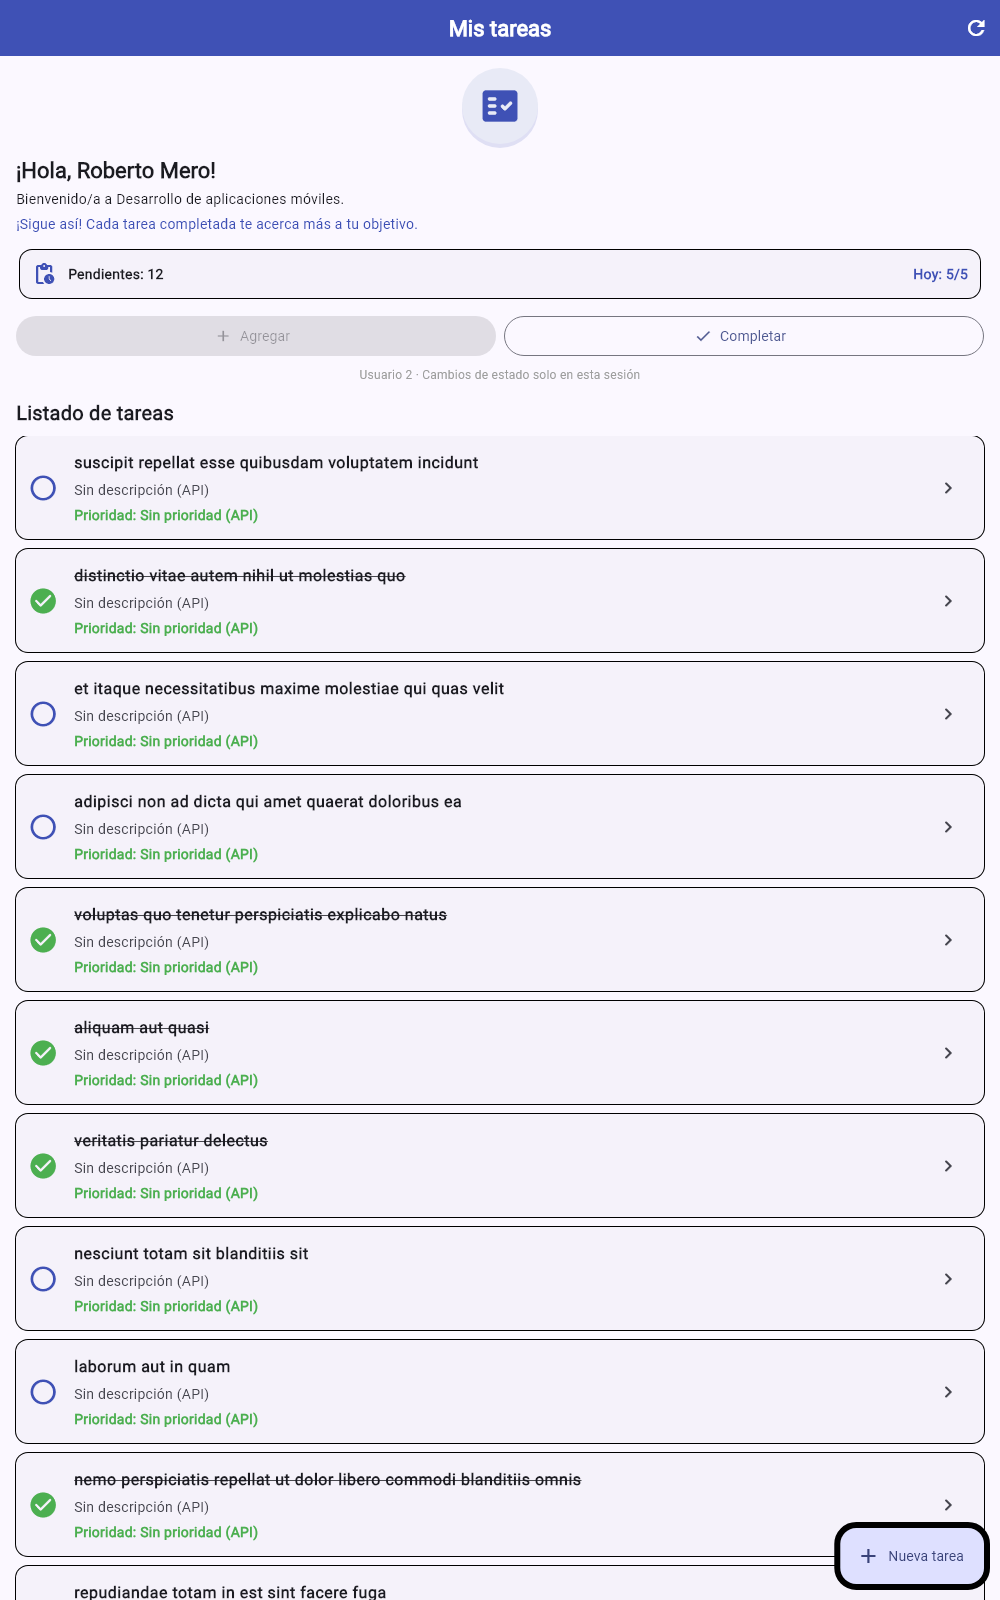 Mis tareas
¡Hola, Roberto Mero!
Bienvenido/a a Desarrollo de aplicaciones móviles.
¡Sigue así! Cada tarea completada te acerca más a tu objetivo.
Pendientes: 12
Hoy: 5/5
Agregar
Completar
Usuario 2 · Cambios de estado solo en esta sesión
Listado de tareas
suscipit repellat esse quibusdam voluptatem incidunt
Sin descripción (API)
Prioridad: Sin prioridad (API)
distinctio vitae autem nihil ut molestias quo
Sin descripción (API)
Prioridad: Sin prioridad (API)
et itaque necessitatibus maxime molestiae qui quas velit
Sin descripción (API)
Prioridad: Sin prioridad (API)
adipisci non ad dicta qui amet quaerat doloribus ea
Sin descripción (API)
Prioridad: Sin prioridad (API)
voluptas quo tenetur perspiciatis explicabo natus
Sin descripción (API)
Prioridad: Sin prioridad (API)
aliquam aut quasi
Sin descripción (API)
Prioridad: Sin prioridad (API)
veritatis pariatur delectus
Sin descripción (API)
Prioridad: Sin prioridad (API)
nesciunt totam sit blanditiis sit
Sin descripción (API)
Prioridad: Sin prioridad (API)
laborum aut in quam
Sin descripción (API)
Prioridad: Sin prioridad (API)
nemo perspiciatis repellat ut dolor libero commodi blanditiis omnis
Sin descripción (API)
Prioridad: Sin prioridad (API)
Nueva tarea
repudiandae totam in est sint facere fuga